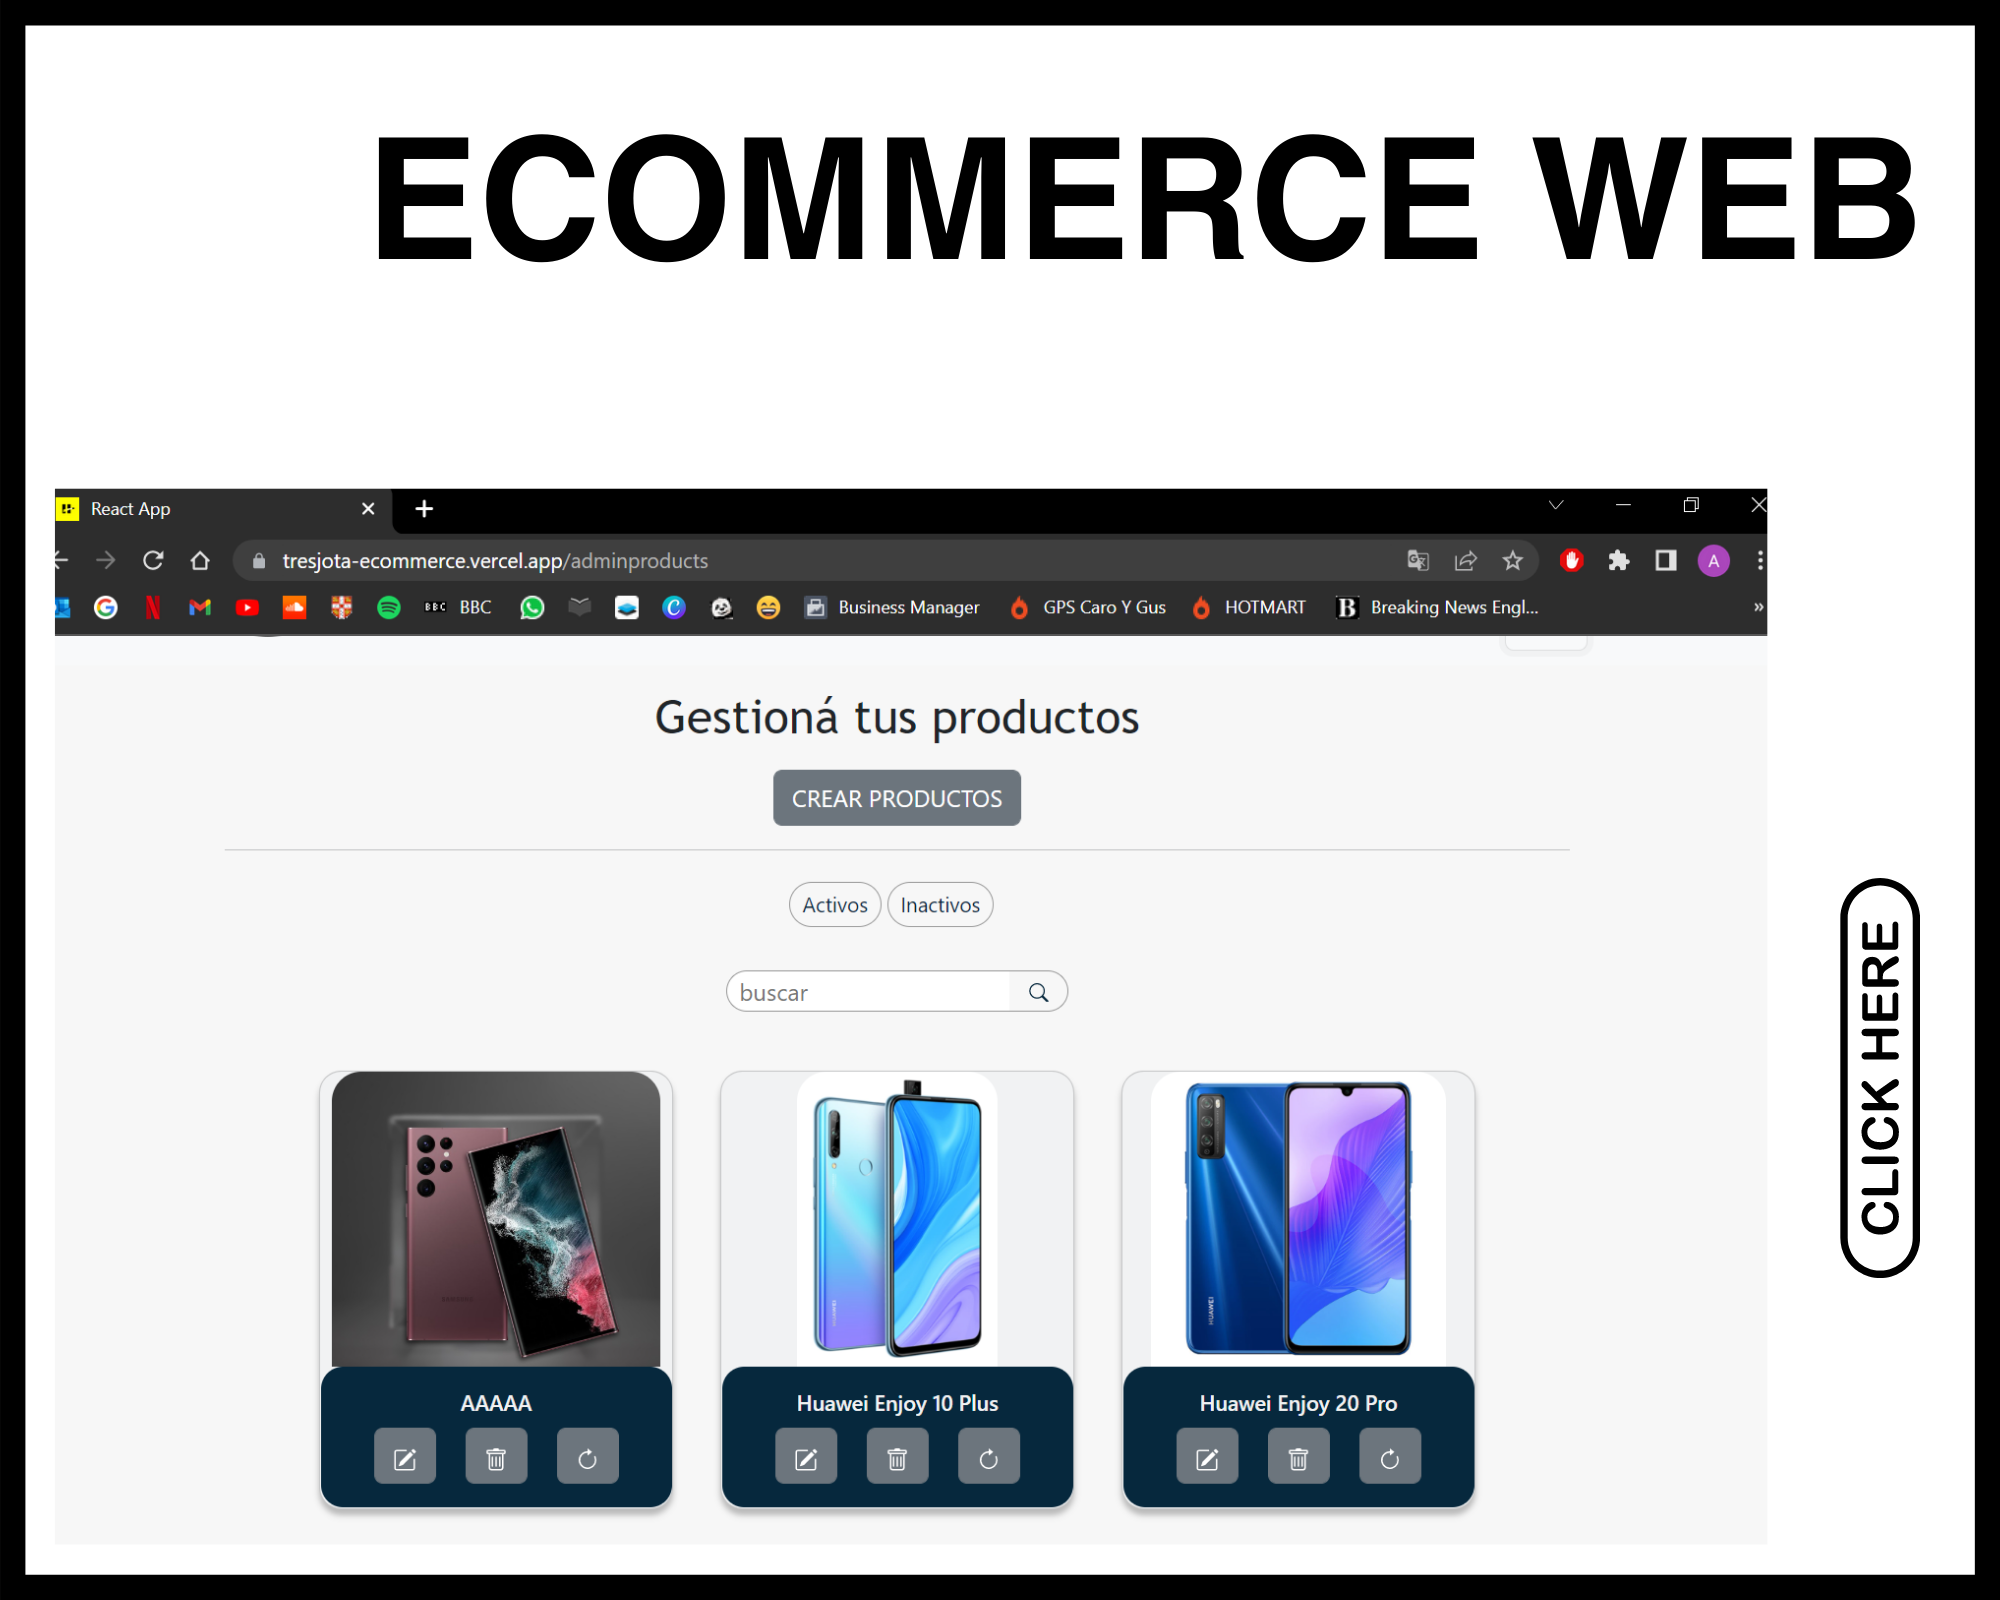 ECOMMERCE WEB
React App
tresjota-ecommerce.vercel.app/adminproducts
A
BBC BBC Business Manager GPS Caro Y Gus HOTMART B Breaking News Engl...
Gestioná tus productos
CREAR PRODUCTOS
Activos Inactivos
buscar
CLICK HERE
SAMSUNG
HUAWEI
AAAAA Huawei Enjoy 10 Plus Huawei Enjoy 20 Pro